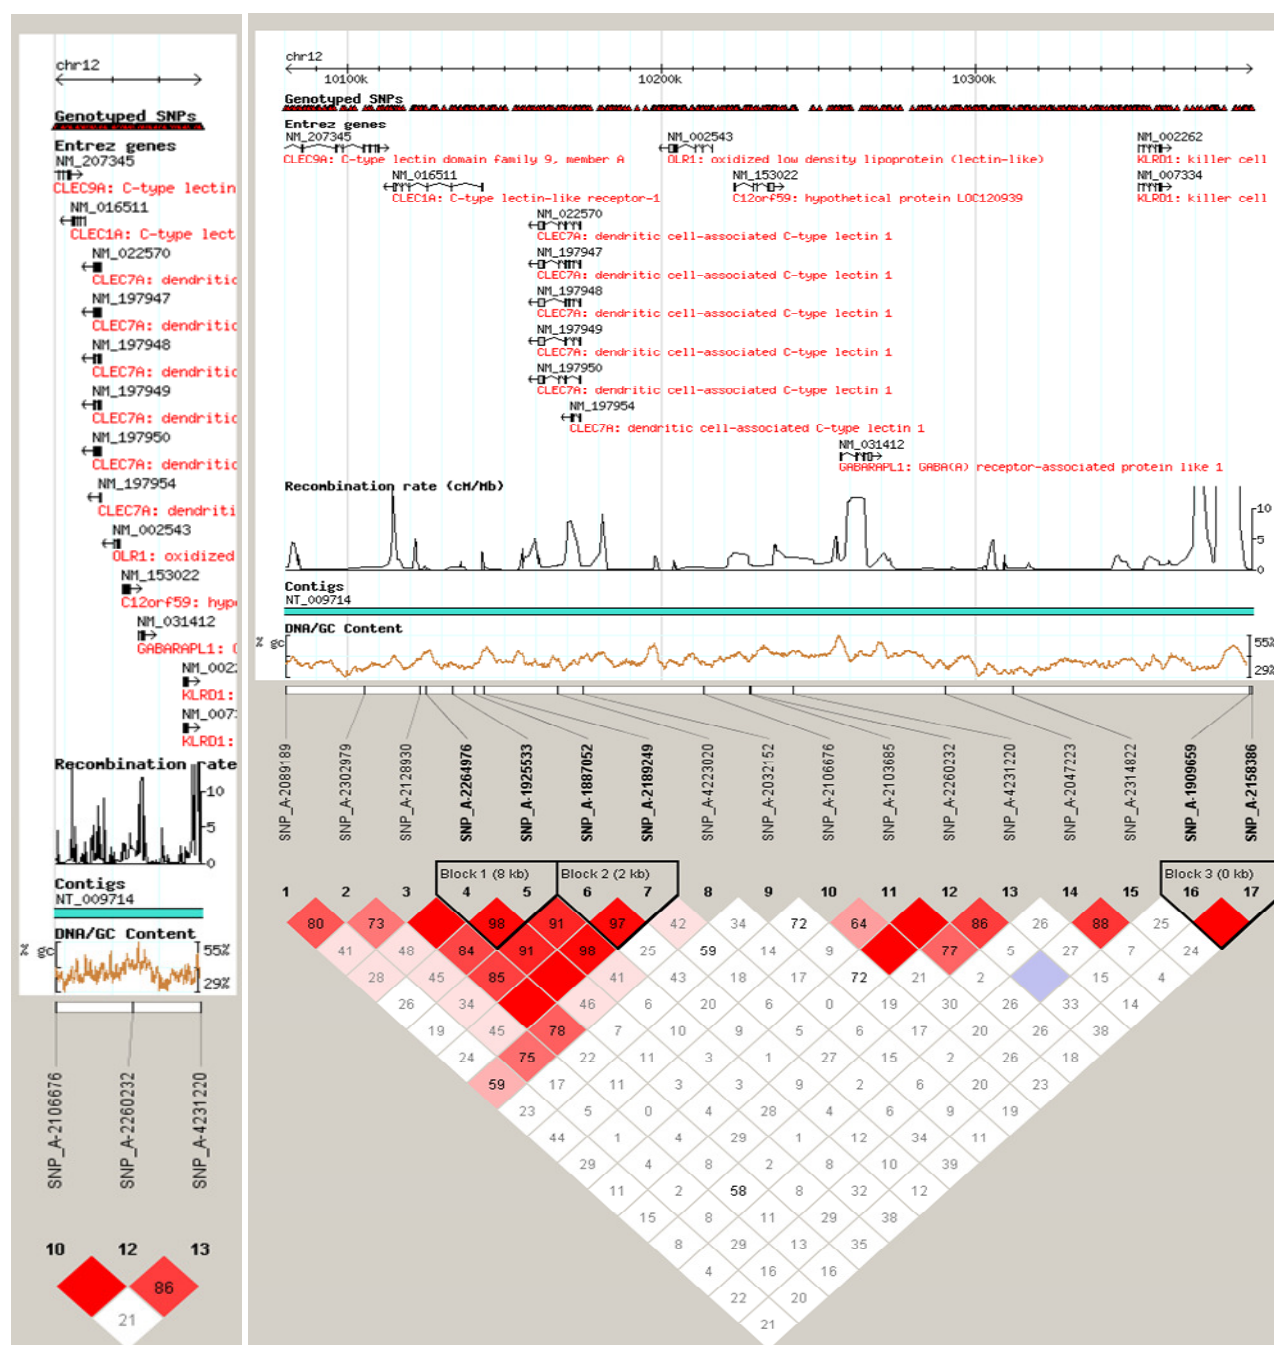 chr12
Genotyped SNPs
Entrez genes
NM_207345
CLEC9A: C-type lectin
NM_016511
CLEC1A: C-type lect
NM_022570
CLEC7A: dendritic
NM_197947
CLEC7A: dendritic
NM_197948
CLEC7A: dendritic
NM_197949
CLEC7A: dendritic
NM_197950
CLEC7A: dendritic
NM_197954
CLEC7A: dendriti
NM_002543
OLR1: oxidized
NM_153022
C12orf59: hyp
NM_031412
GABARAPL1:
NM_002
KLRD1:
NM_007
KLRD1:
Recombination rate
10
5
0
Contigs
NT_009714
DNA/GC Content
% gc 55%
29%
SNP_A-2106676
SNP_A-2260232
SNP_A-4231220
10 12 13
86
21
chr12
10100k 10200k 10300k
Genotyped SNPs
Entrez genes
NM_207345 NM_002543 NM_002262
CLEC9A: C-type lectin domain family 9, member A OLR1: oxidized low density lipoprotein (lectin-like) KLRD1: killer cell
NM_016511 NM_153022 NM_007334
CLEC1A: C-type lectin-like receptor-1 C12orf59: hypothetical protein LOC120939 KLRD1: killer cell
NM_022570
CLEC7A: dendritic cell-associated C-type lectin 1
NM_197947
CLEC7A: dendritic cell-associated C-type lectin 1
NM_197948
CLEC7A: dendritic cell-associated C-type lectin 1
NM_197949
CLEC7A: dendritic cell-associated C-type lectin 1
NM_197950
CLEC7A: dendritic cell-associated C-type lectin 1
NM_197954
CLEC7A: dendritic cell-associated C-type lectin 1
NM_031412
GABARAPL1: GABA(A) receptor-associated protein like 1
Recombination rate (cM/Mb)
10
5
0
Contigs
NT_009714
DNA/GC Content
% gc 55%
29%
SNP_A-2089189
SNP_A-2302979
SNP_A-2128930
SNP_A-2264976
SNP_A-1925533
SNP_A-1887052
SNP_A-2189249
SNP_A-4223020
SNP_A-2032152
SNP_A-2106676
SNP_A-2103685
SNP_A-2260232
SNP_A-4231220
SNP_A-2047223
SNP_A-2314822
SNP_A-1909659
SNP_A-2158386
Block 1 (8 kb) Block 2 (2 kb) Block 3 (0 kb)
1 2 3 4 5 6 7 8 9 10 11 12 13 14 15 16 17
80 73 98 91 97 42 34 72 64 86 26 88 25
41 48 84 91 98 25 59 14 9 77 5 27 7 24
28 45 85 41 43 18 17 72 21 2 15 4
26 34 46 6 20 6 0 19 30 26 33 14
19 45 78 7 10 9 5 6 17 20 26 38
24 75 22 11 3 1 27 15 2 26 18
59 17 11 3 3 9 2 6 20 23
23 5 0 4 28 4 6 9 19
44 1 4 29 1 12 34 11
29 4 8 2 8 10 39
11 2 58 8 32 12
15 8 11 29 38
8 29 13 35
4 16 16
22 20
21